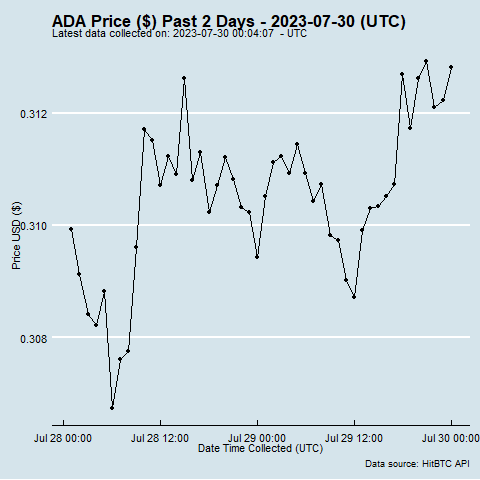 ADA Price ($) Past 2 Days - 2023-07-30 (UTC)
Latest data collected on: 2023-07-30 00:04:07  - UTC
0.312
0.310
0.308
Price USD ($)
Jul 28 00:00 Jul 28 12:00 Jul 29 00:00 Jul 29 12:00 Jul 30 00:00
Date Time Collected (UTC)
Data source: HitBTC API